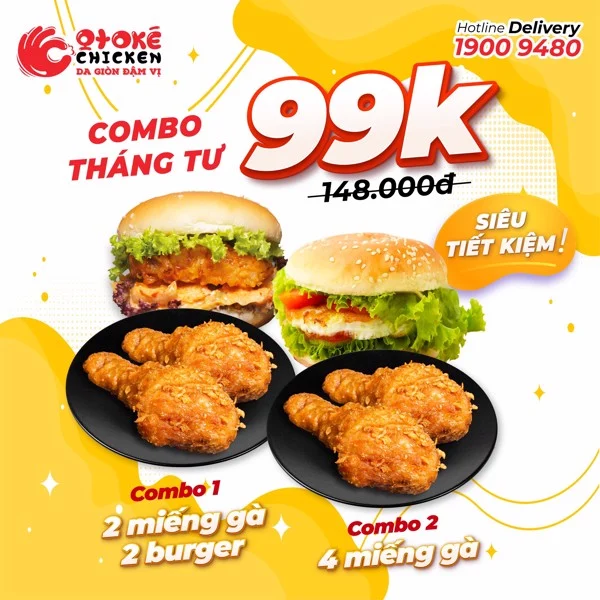 OTOKÉ
CHICKEN
DA GIÒN ĐẬM VỊ
Hotline Delivery
1900 9480
COMBO
THÁNG TƯ
99k
148.000đ
SIÊU
TIẾT KIỆM!
Combo 1
2 miếng gà
2 burger
Combo 2
4 miếng gà